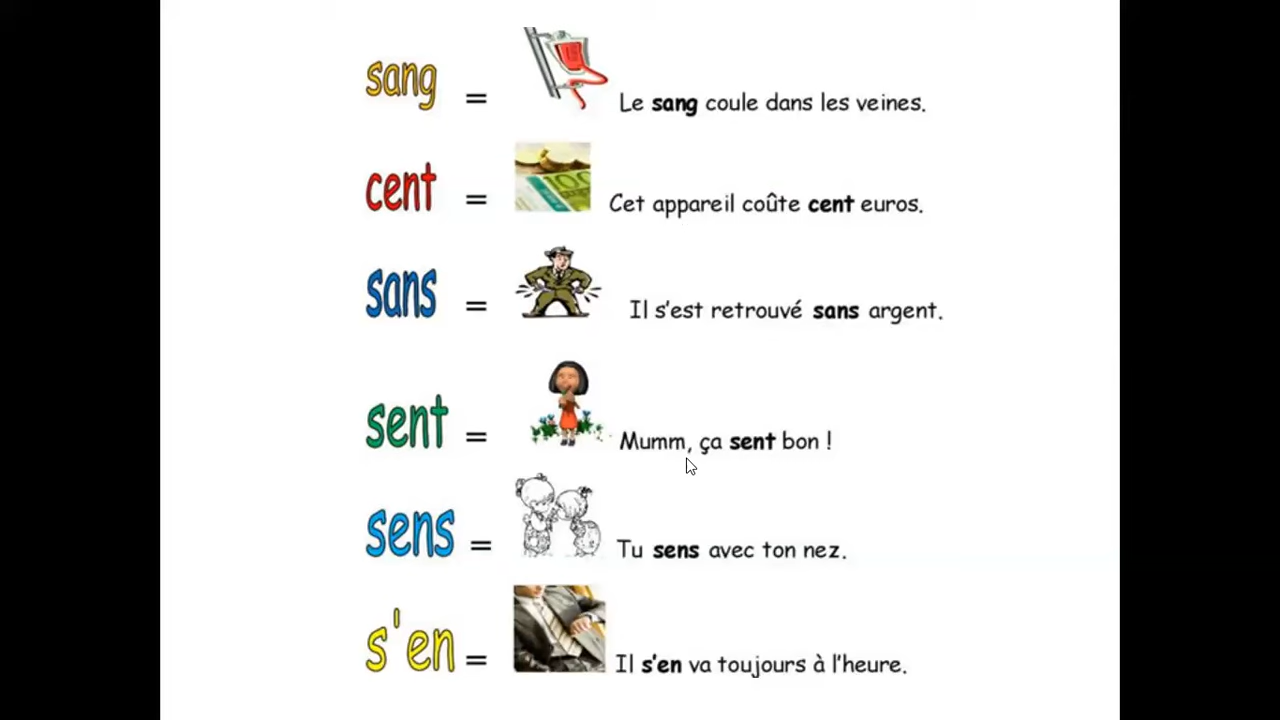 sang = Le sang coule dans les veines.
cent = Cet appareil coûte cent euros.
sans = Il s'est retrouvé sans argent.
sent = Mumm, ça sent bon !
sens = Tu sens avec ton nez.
s'en = Il s'en va toujours à l'heure.